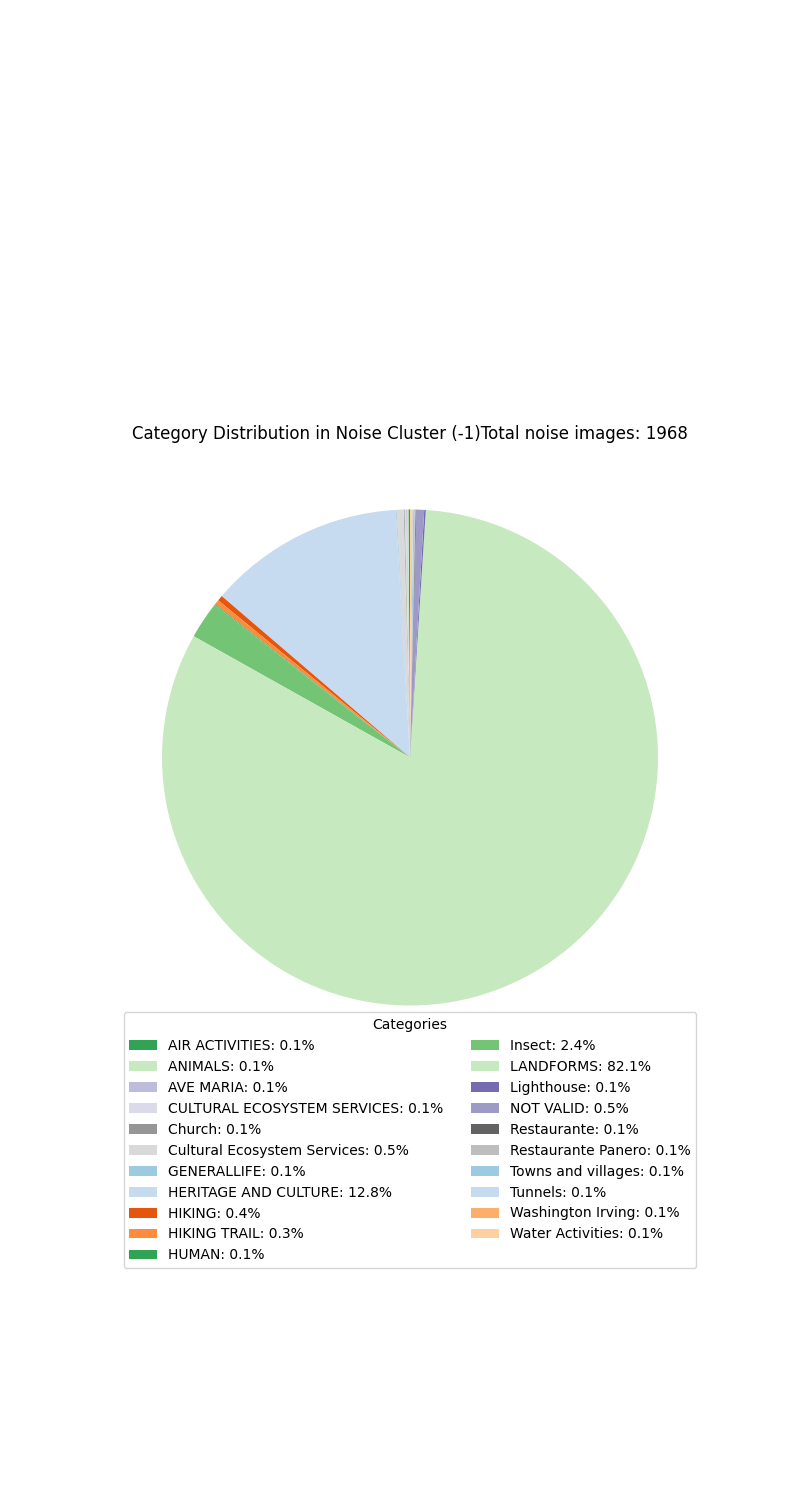 Category Distribution in Noise Cluster (-1)Total noise images: 1968
Categories
AIR ACTIVITIES: 0.1%
ANIMALS: 0.1%
AVE MARIA: 0.1%
CULTURAL ECOSYSTEM SERVICES: 0.1%
Church: 0.1%
Cultural Ecosystem Services: 0.5%
GENERALLIFE: 0.1%
HERITAGE AND CULTURE: 12.8%
HIKING: 0.4%
HIKING TRAIL: 0.3%
HUMAN: 0.1%
Insect: 2.4%
LANDFORMS: 82.1%
Lighthouse: 0.1%
NOT VALID: 0.5%
Restaurante: 0.1%
Restaurante Panero: 0.1%
Towns and villages: 0.1%
Tunnels: 0.1%
Washington Irving: 0.1%
Water Activities: 0.1%